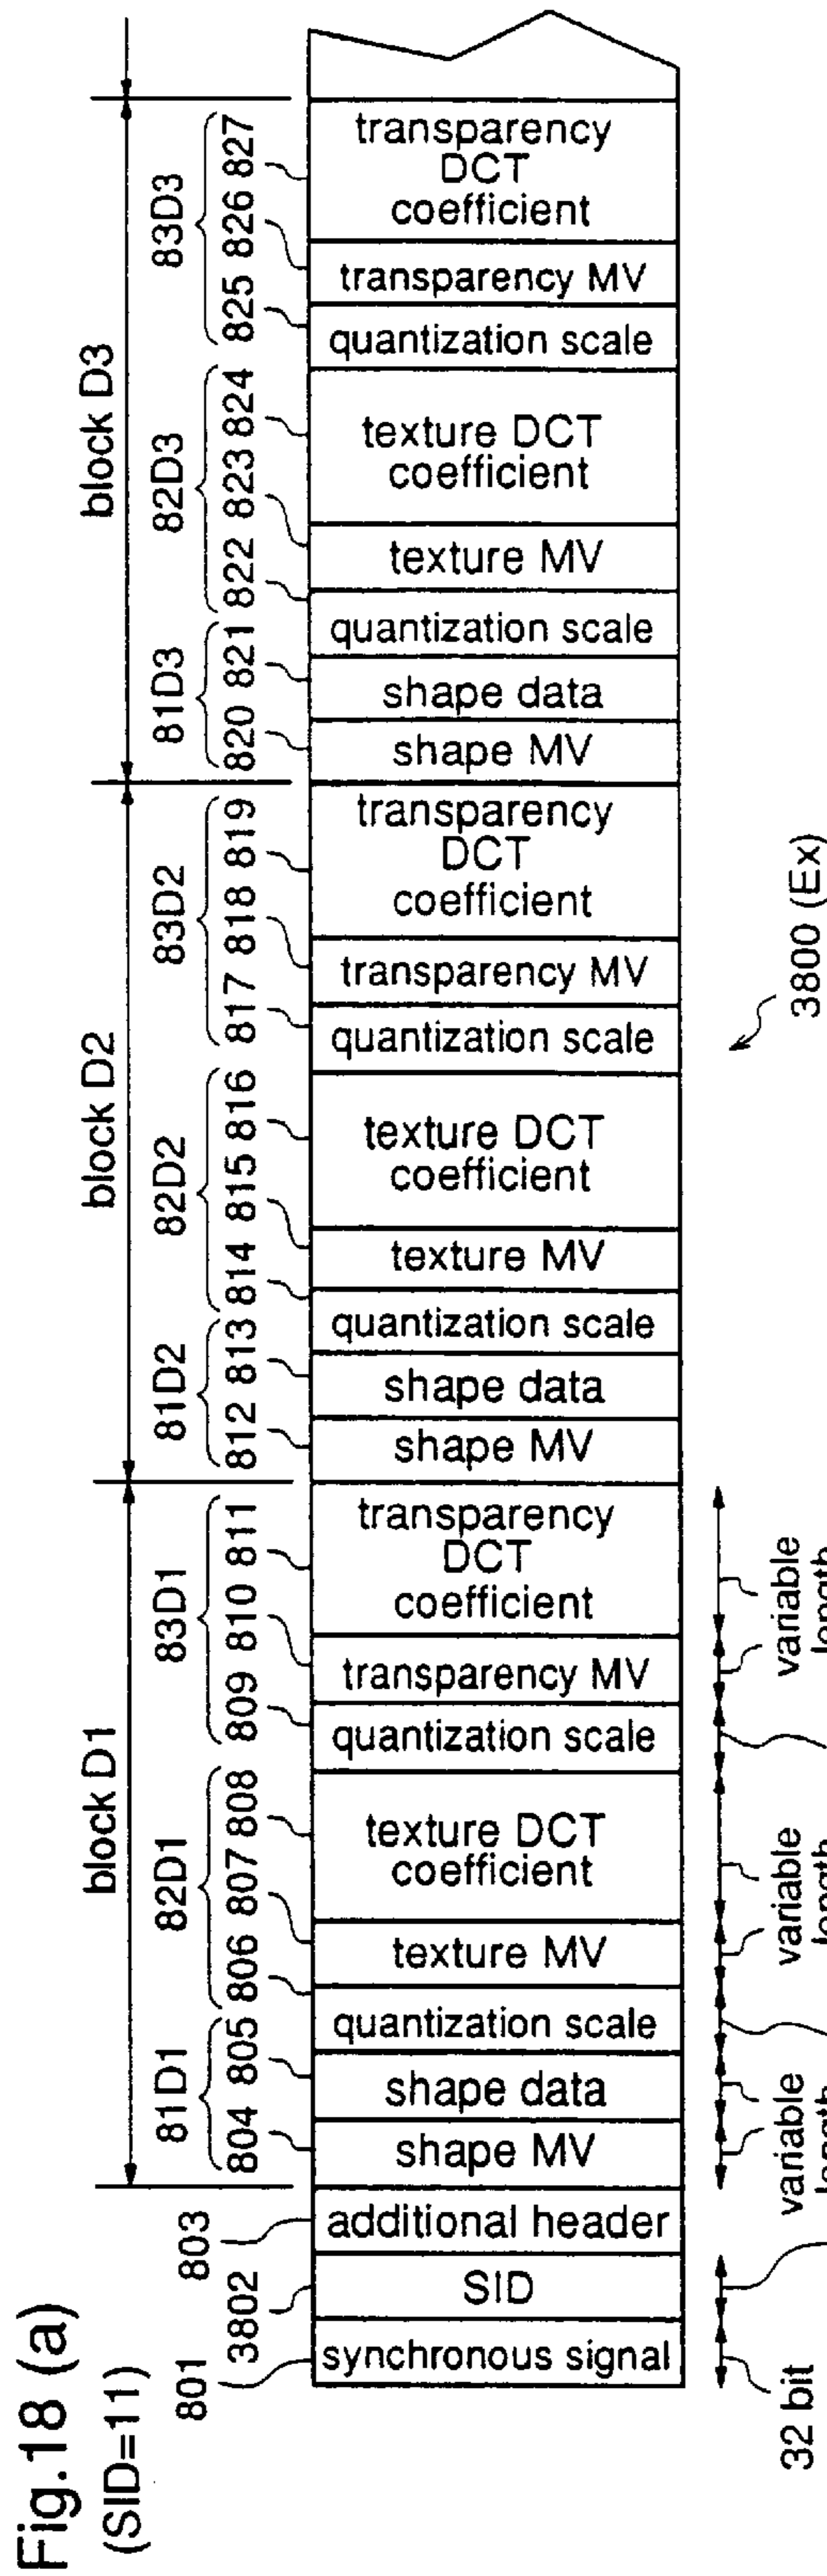 Fig.18 (a)
(SID=11)
block D1
block D2
block D3
81D1
82D1
83D1
81D2
82D2
83D2
81D3
82D3
83D3
801
3802
803
804
805
806
807
808
809
810
811
812
813
814
815
816
817
818
819
820
821
822
823
824
825
826
827
synchronous signal
SID
additional header
shape MV
shape data
quantization scale
texture MV
texture DCT
coefficient
quantization scale
transparency MV
transparency
DCT
coefficient
shape MV
shape data
quantization scale
texture MV
texture DCT
coefficient
quantization scale
transparency MV
transparency
DCT
coefficient
shape MV
shape data
quantization scale
texture MV
texture DCT
coefficient
quantization scale
transparency MV
transparency
DCT
coefficient
32 bit
variable
length
variable
length
variable
length
3800 (Ex)